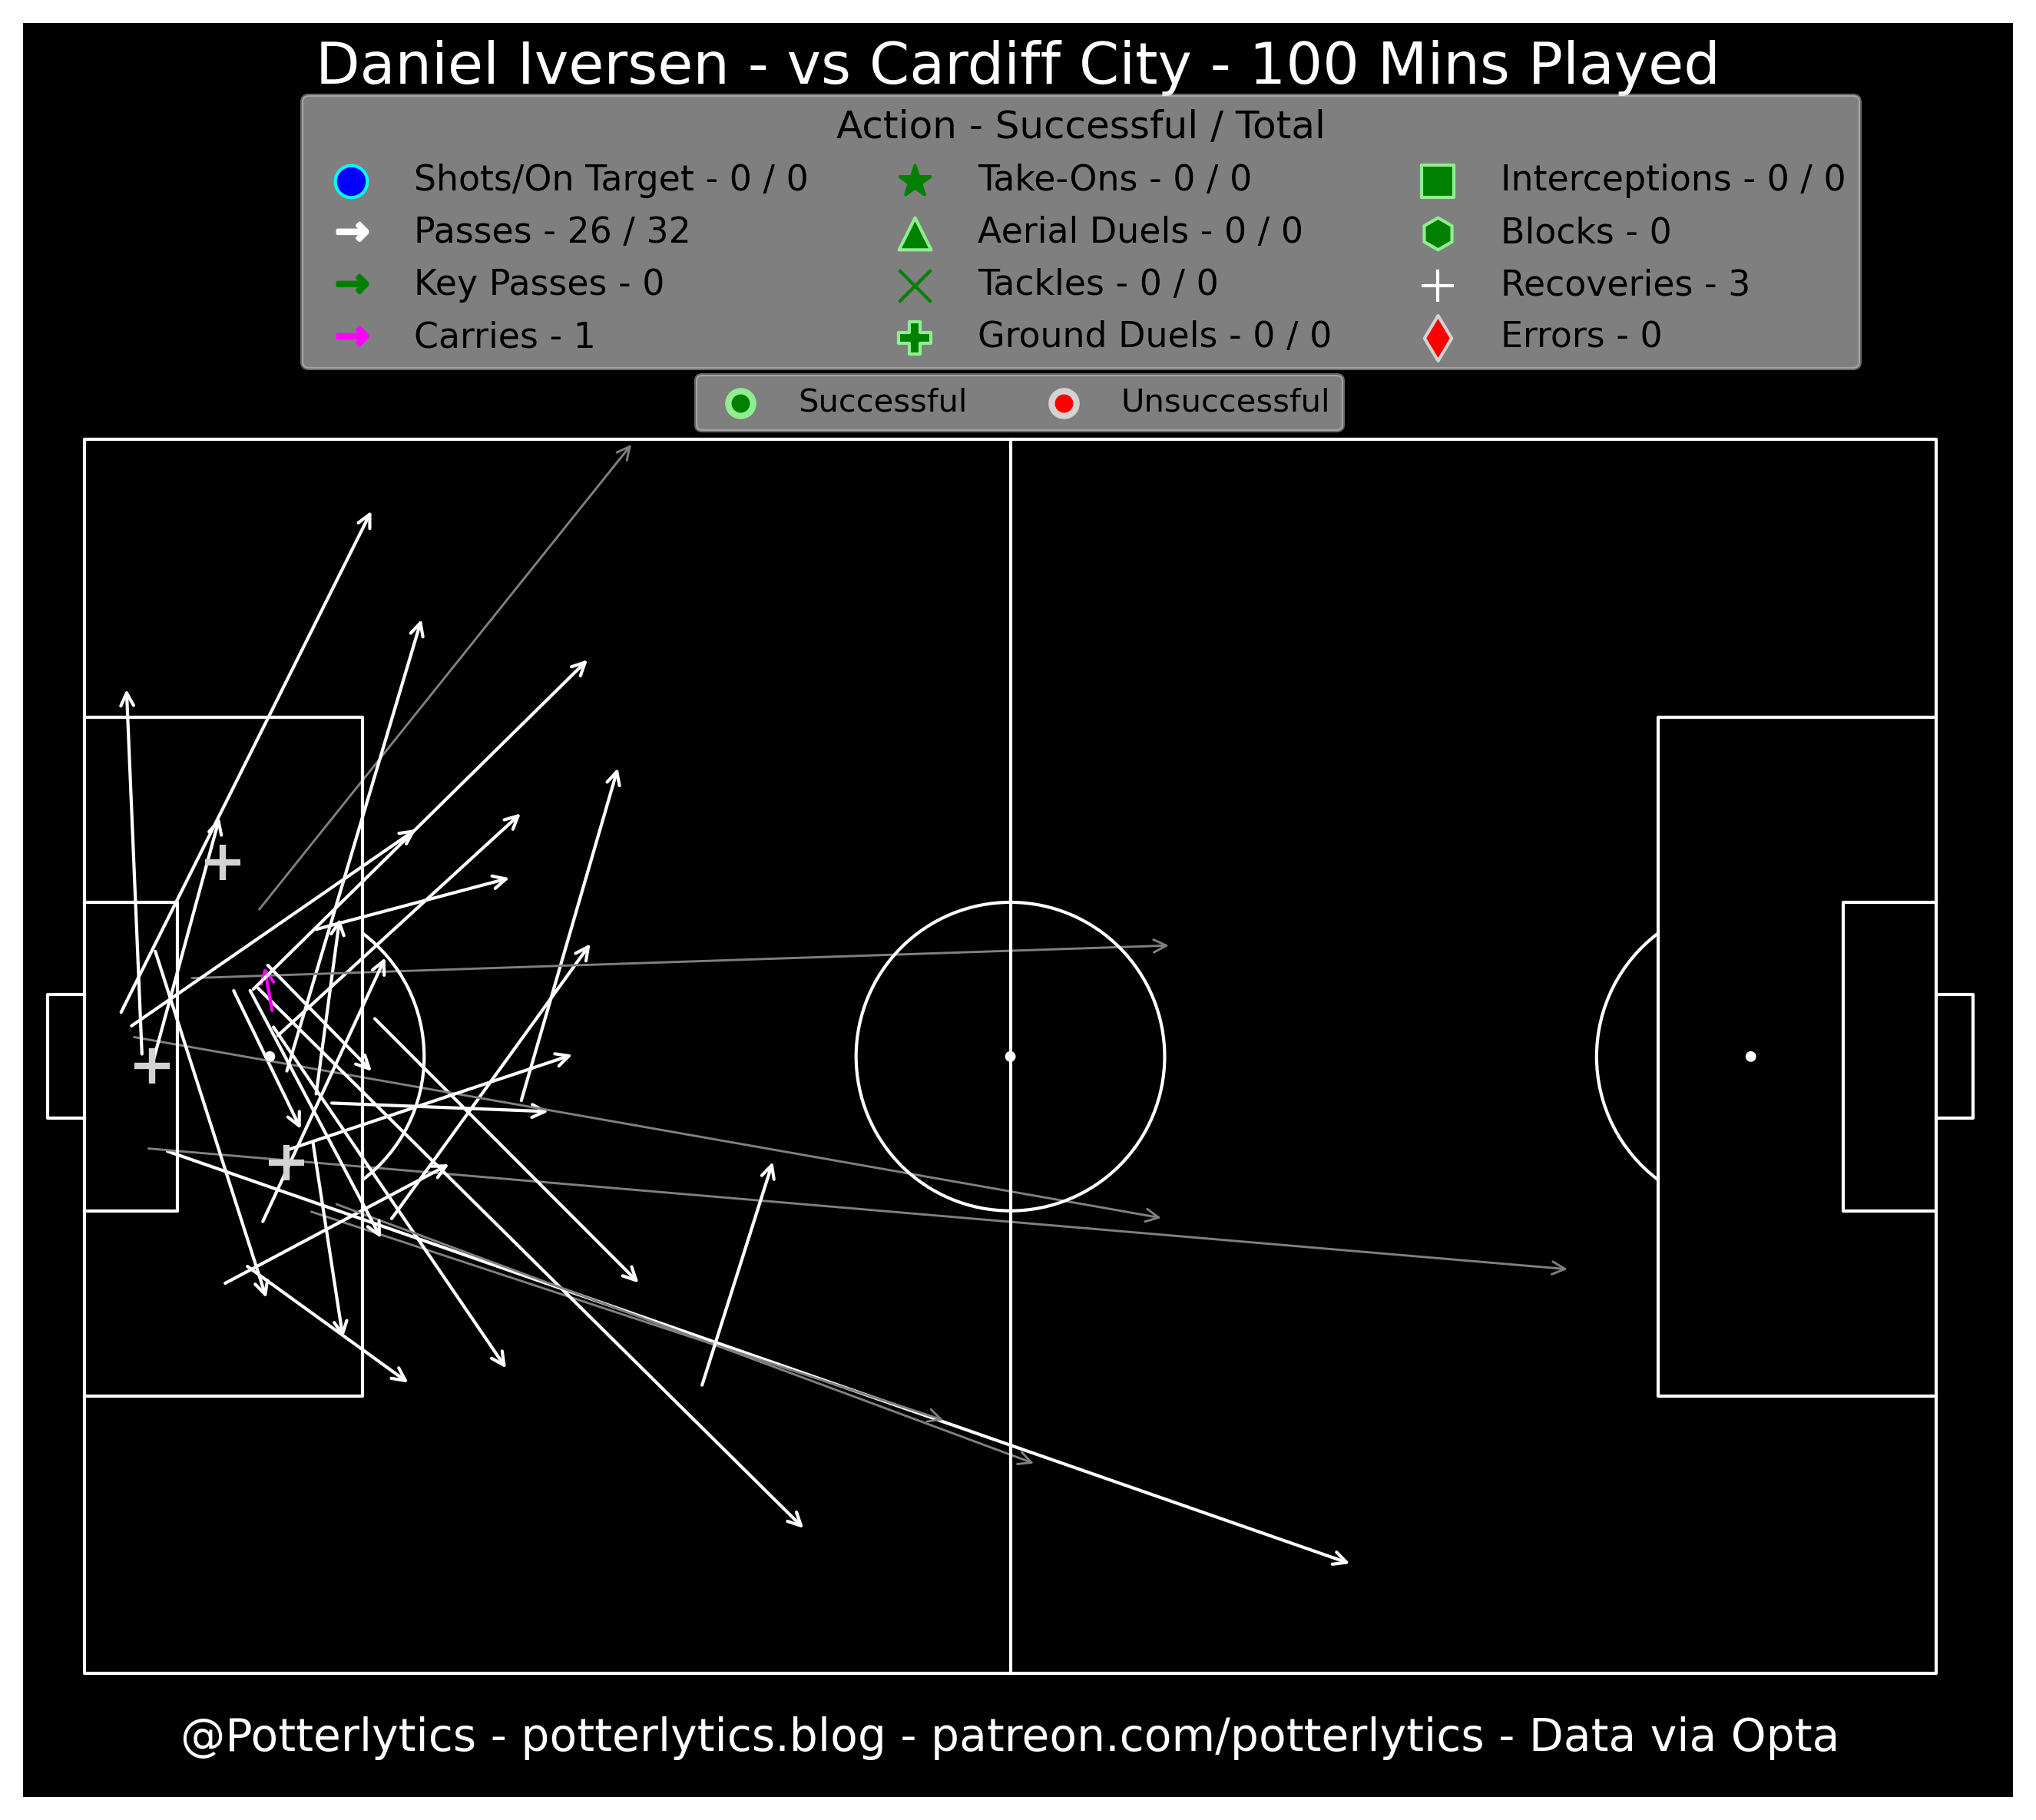 Daniel Iversen - vs Cardiff City - 100 Mins Played
Action - Successful / Total
Shots/On Target - 0 / 0
Passes - 26 / 32
Key Passes - 0
Carries - 1
Take-Ons - 0 / 0
Aerial Duels - 0 / 0
Tackles - 0 / 0
Ground Duels - 0 / 0
Interceptions - 0 / 0
Blocks - 0
Recoveries - 3
Errors - 0
Successful
Unsuccessful
@Potterlytics - potterlytics.blog - patreon.com/potterlytics - Data via Opta